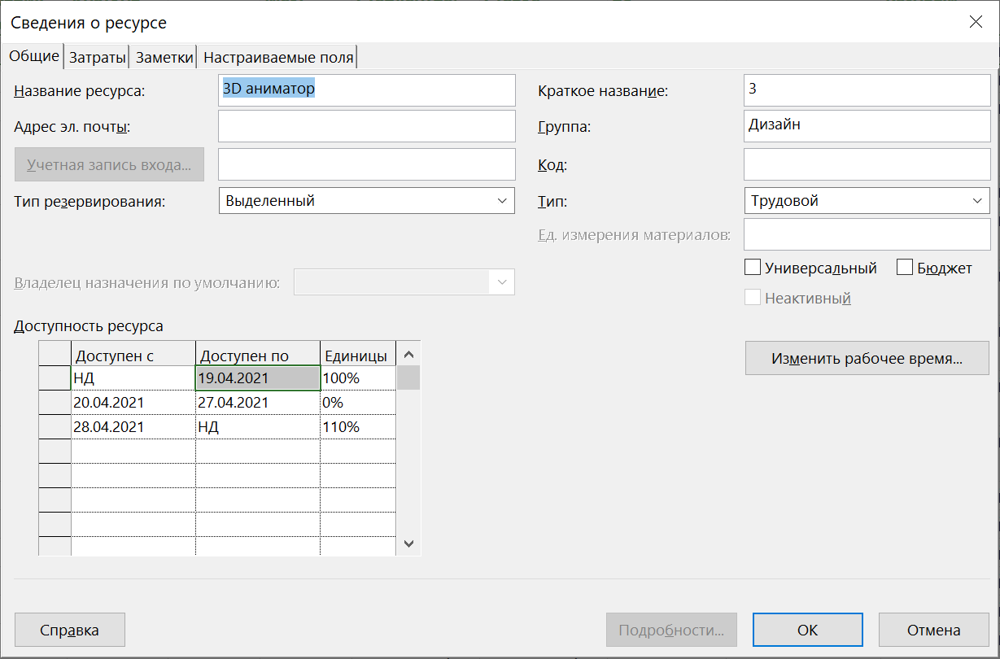 Сведения о ресурсе
Общие Затраты Заметки Настраиваемые поля
Название ресурса: 3D аниматор Краткое название: 3
Адрес эл. почты: Группа: Дизайн
Учетная запись входа... Код:
Тип резервирования: Выделенный Тип: Трудовой
Ед. измерения материалов:
Универсальный Бюджет
Владелец назначения по умолчанию:
Неактивный
Доступность ресурса
Доступен с Доступен по Единицы
Изменить рабочее время...
НД 19.04.2021 100%
20.04.2021 27.04.2021 0%
28.04.2021 НД 110%
Справка Подробности... ОК Отмена